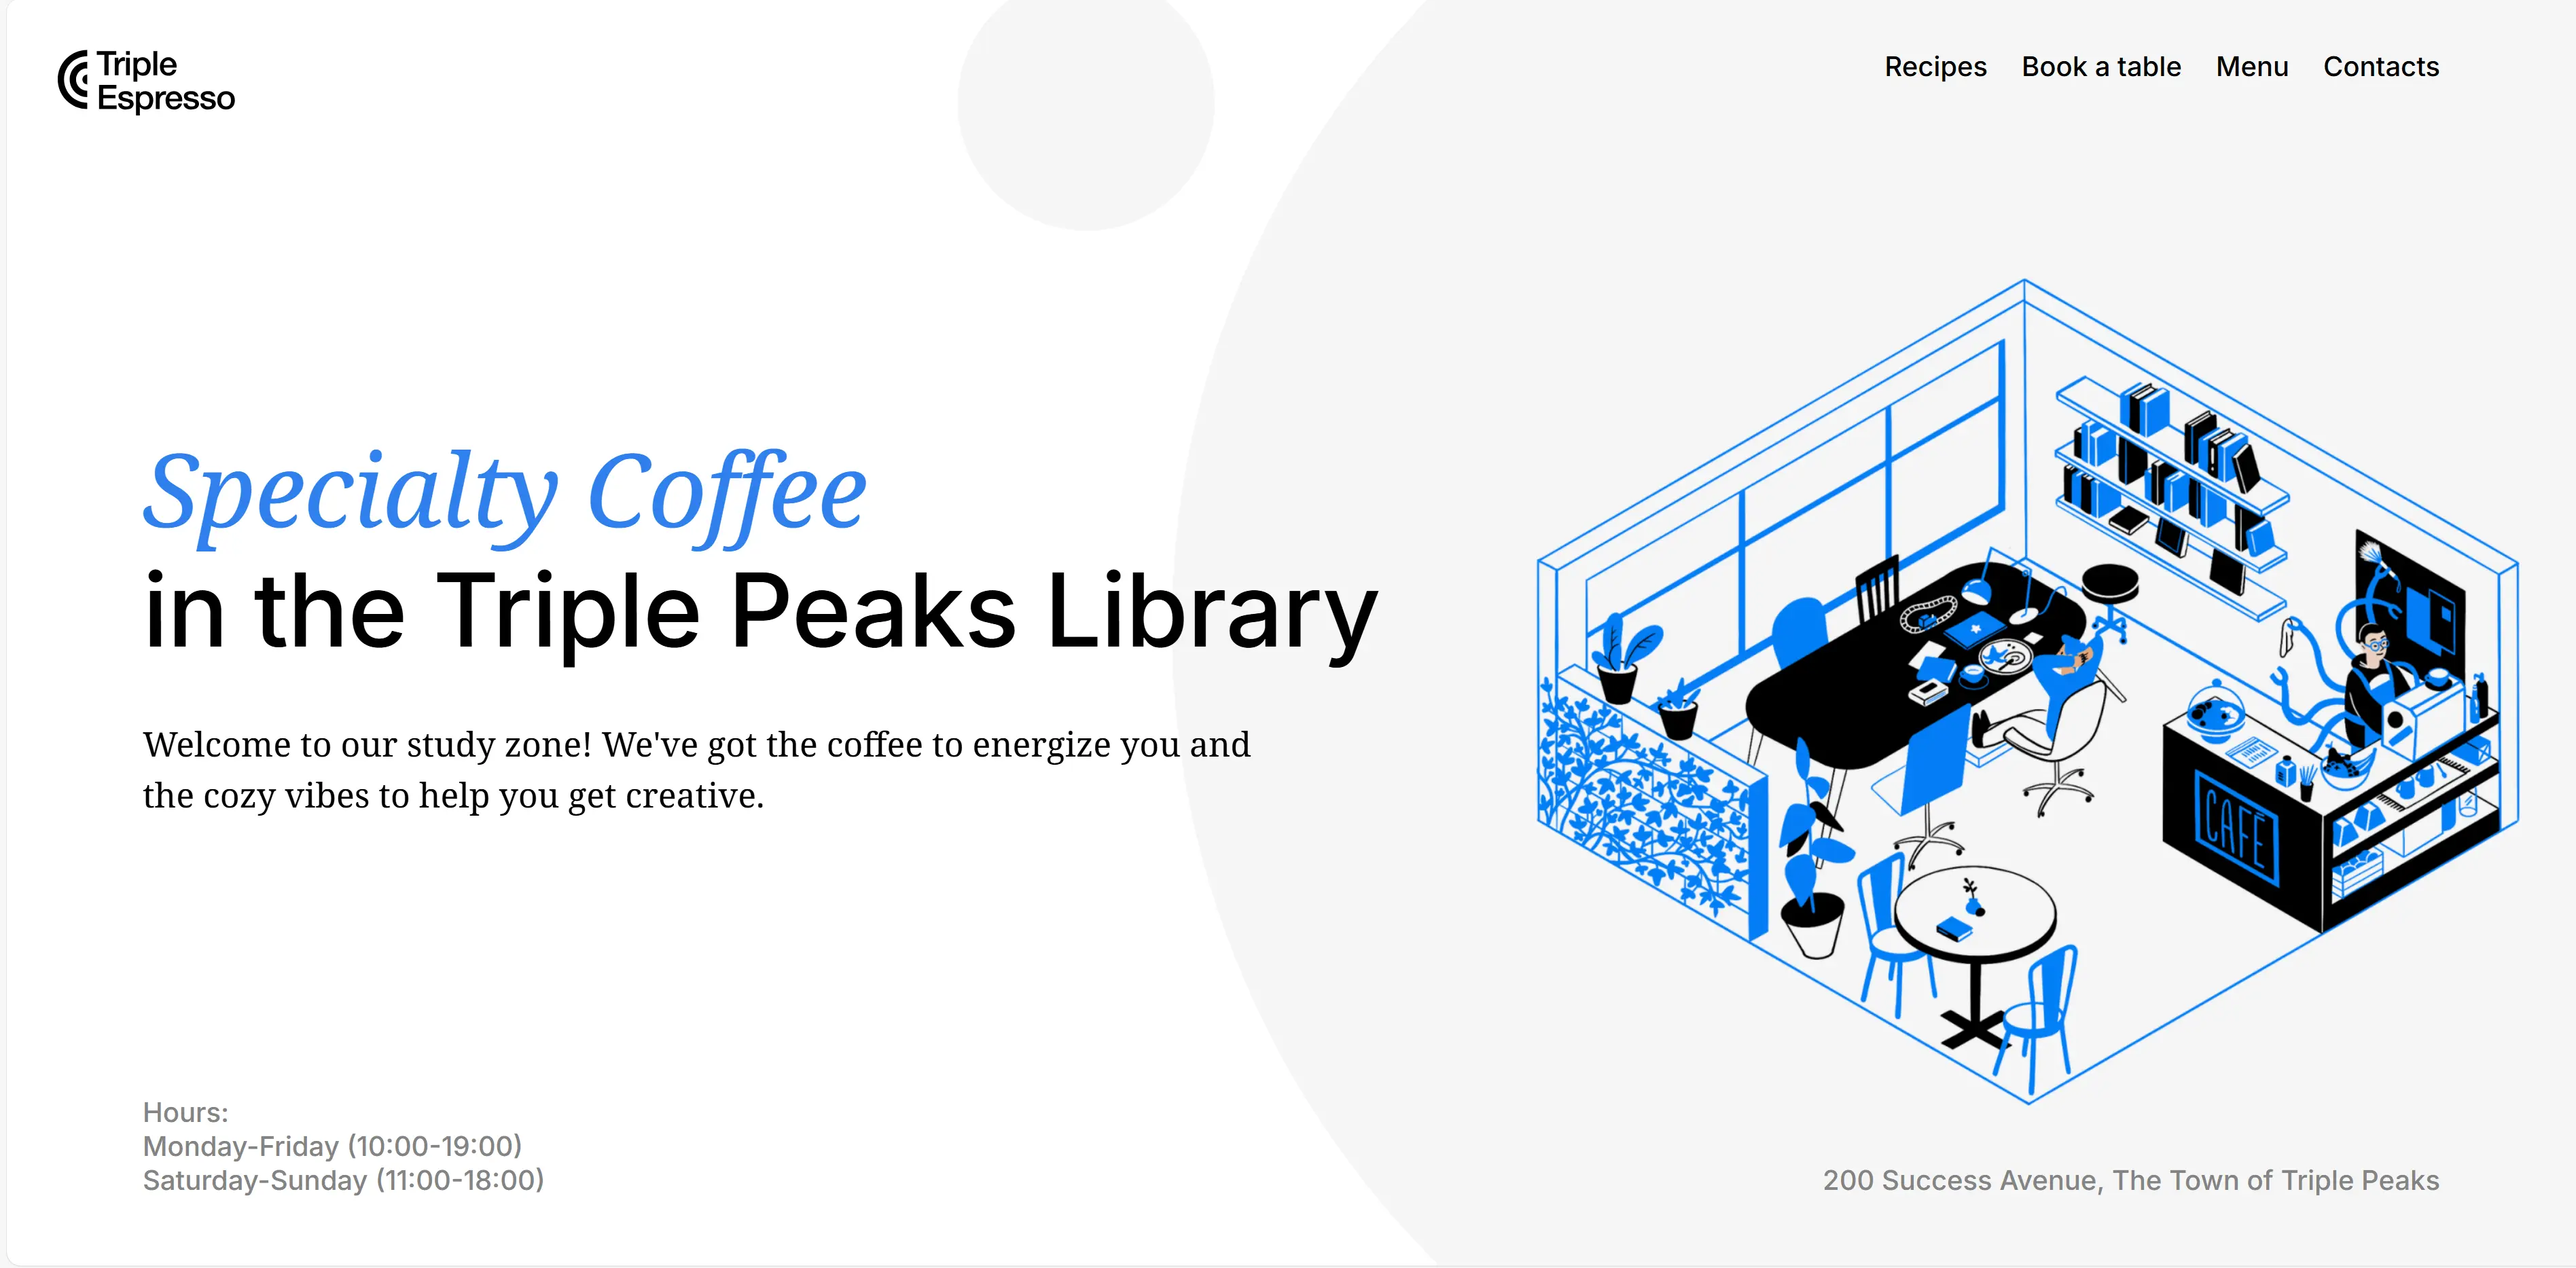 Triple
Espresso
Recipes Book a table Menu Contacts
Specialty Coffee
in the Triple Peaks Library
Welcome to our study zone! We've got the coffee to energize you and
the cozy vibes to help you get creative.
CAFÉ
Hours:
Monday-Friday (10:00-19:00)
Saturday-Sunday (11:00-18:00)
200 Success Avenue, The Town of Triple Peaks